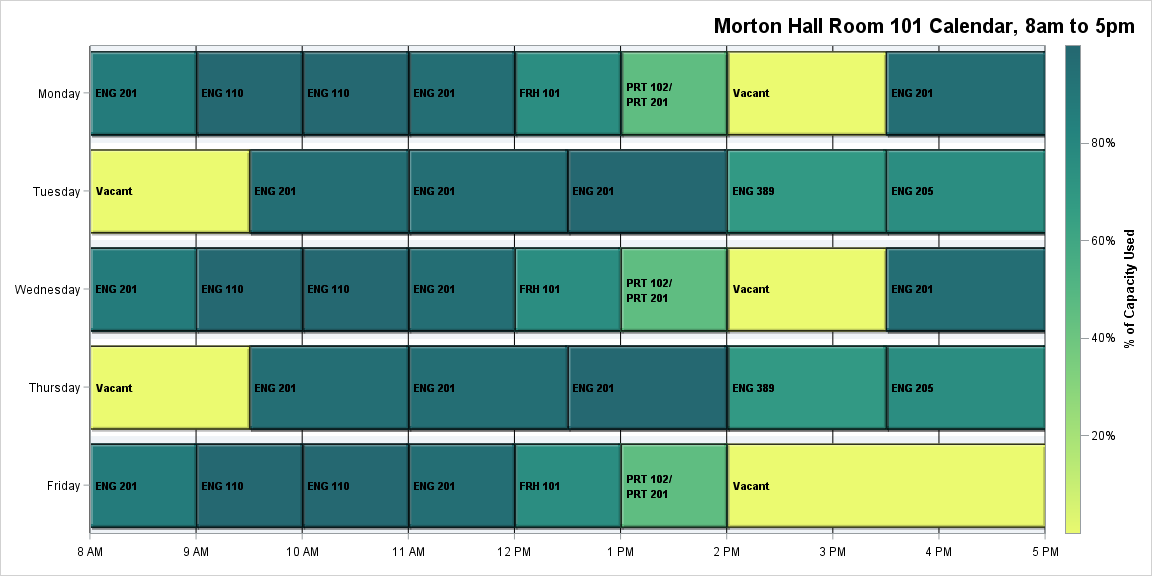 Morton Hall Room 101 Calendar, 8am to 5pm
Monday
ENG 201
ENG 110
ENG 110
ENG 201
FRH 101
PRT 102/
PRT 201
Vacant
ENG 201
Tuesday
Vacant
ENG 201
ENG 201
ENG 201
ENG 389
ENG 205
Wednesday
ENG 201
ENG 110
ENG 110
ENG 201
FRH 101
PRT 102/
PRT 201
Vacant
ENG 201
Thursday
Vacant
ENG 201
ENG 201
ENG 201
ENG 389
ENG 205
Friday
ENG 201
ENG 110
ENG 110
ENG 201
FRH 101
PRT 102/
PRT 201
Vacant
8 AM
9 AM
10 AM
11 AM
12 PM
1 PM
2 PM
3 PM
4 PM
5 PM
80%
60%
40%
20%
% of Capacity Used